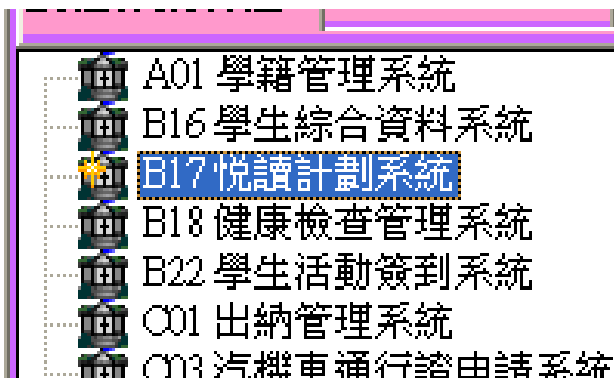 A01 學籍管理系統
B16 學生綜合資料系統
B17 悅讀計劃系統
B18 健康檢查管理系統
B22 學生活動簽到系統
C01 出納管理系統
C03 汽機車通行證申請系統